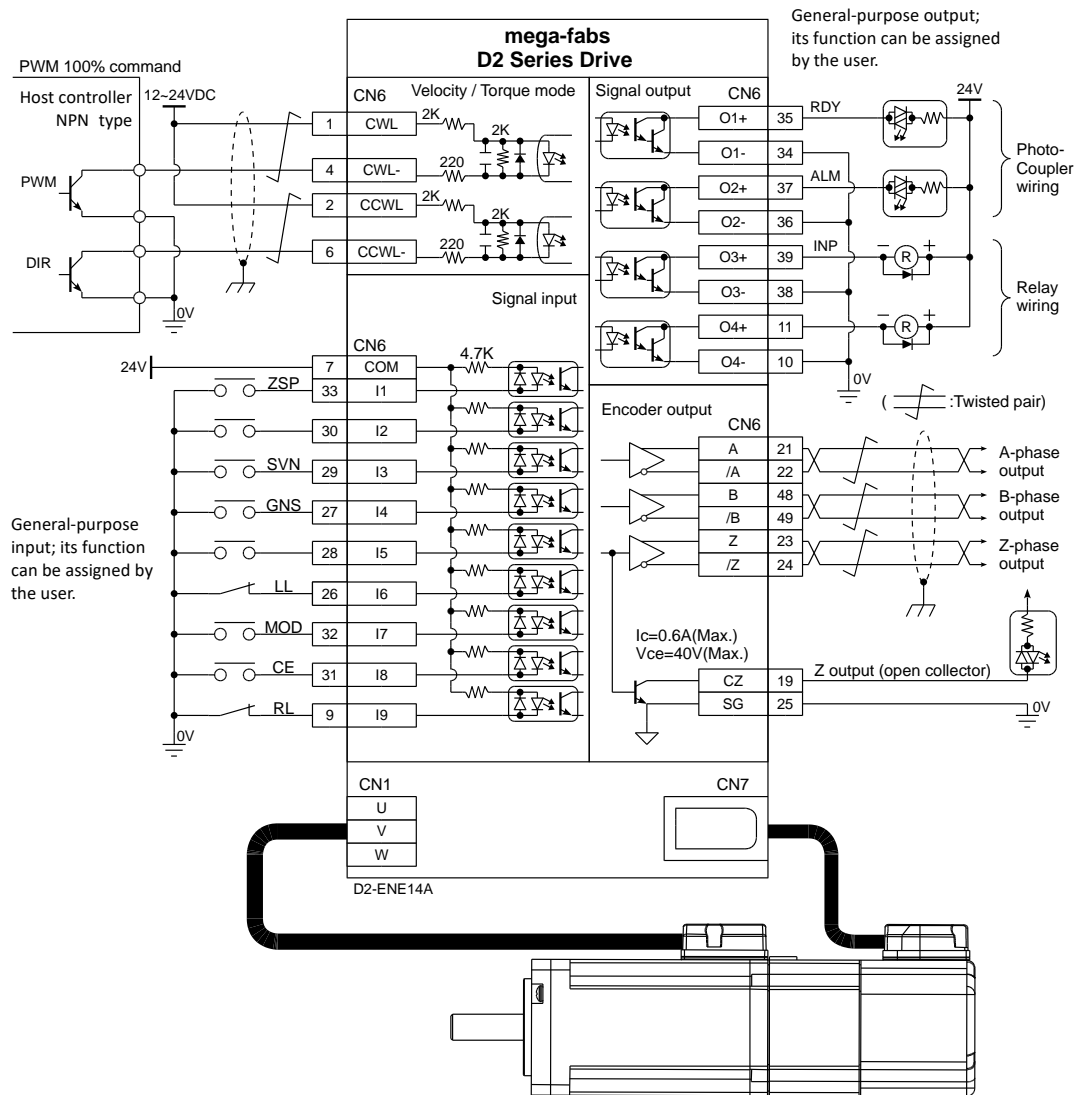 mega-fabs
D2 Series Drive
General-purpose output;
its function can be assigned
by the user.
PWM 100% command
Host controller
NPN type
12~24VDC
PWM
DIR
0V
CN6
Velocity / Torque mode
1 CWL 2K
2K
4 CWL- 220
2 CCWL 2K
2K
6 CCWL- 220
Signal output
CN6
24V
O1+ 35 RDY
O1- 34
O2+ 37 ALM
O2- 36
O3+ 39 INP
O3- 38
O4+ 11
O4- 10
R
R
− +
− +
0V
Photo-
Coupler
wiring
Relay
wiring
Signal input
CN6
24V
7 COM 4.7K
ZSP 33 I1
30 I2
SVN 29 I3
GNS 27 I4
28 I5
LL 26 I6
MOD 32 I7
CE 31 I8
RL 9 I9
0V
General-purpose
input; its function
can be assigned by
the user.
( :Twisted pair)
Encoder output
CN6
A 21
/A 22
B 48
/B 49
Z 23
/Z 24
A-phase
output
B-phase
output
Z-phase
output
Ic=0.6A(Max.)
Vce=40V(Max.)
CZ 19 Z output (open collector)
SG 25
0V
CN1
U
V
W
CN7
D2-ENE14A